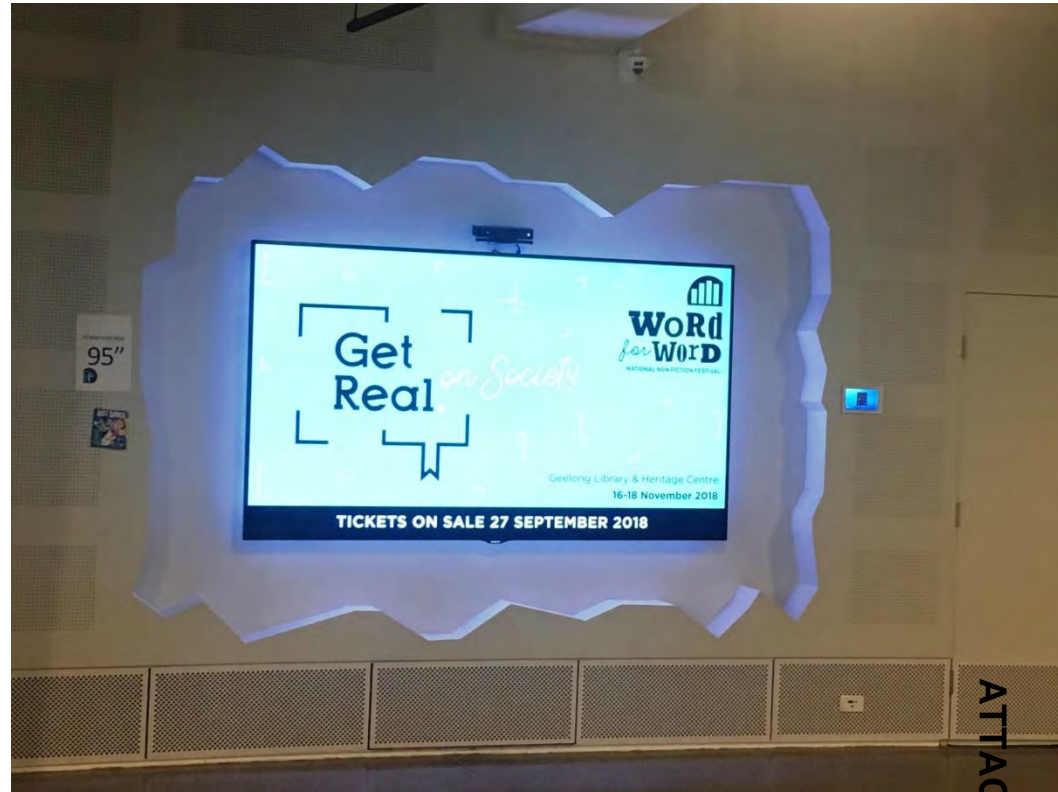 Get
Real
on Society
WoRd
for WorD
NATIONAL NON-FICTION FESTIVAL
Geelong Library & Heritage Centre
16-18 November 2018
TICKETS ON SALE 27 SEPTEMBER 2018
95”
ATTAC